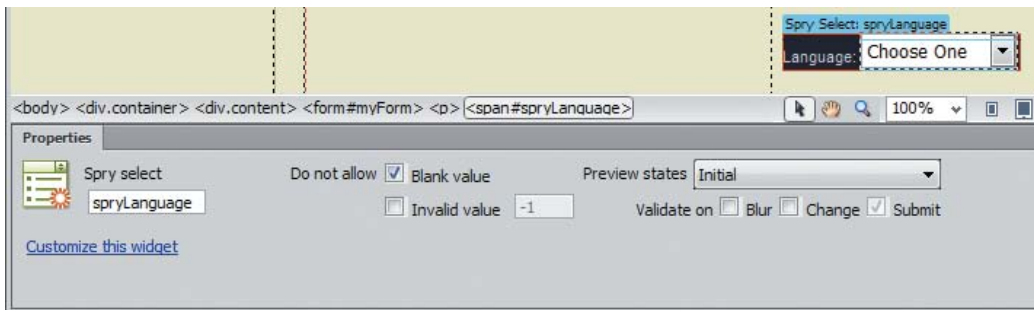 Spry Select: spryLanguage
Language: Choose One
<body> <div.container> <div.content> <form#myForm> <p> <span#spryLanguage>
100%
Properties
Spry select
spryLanguage
Do not allow
Blank value
Invalid value
-1
Preview states
Initial
Validate on
Blur
Change
Submit
Customize this widget